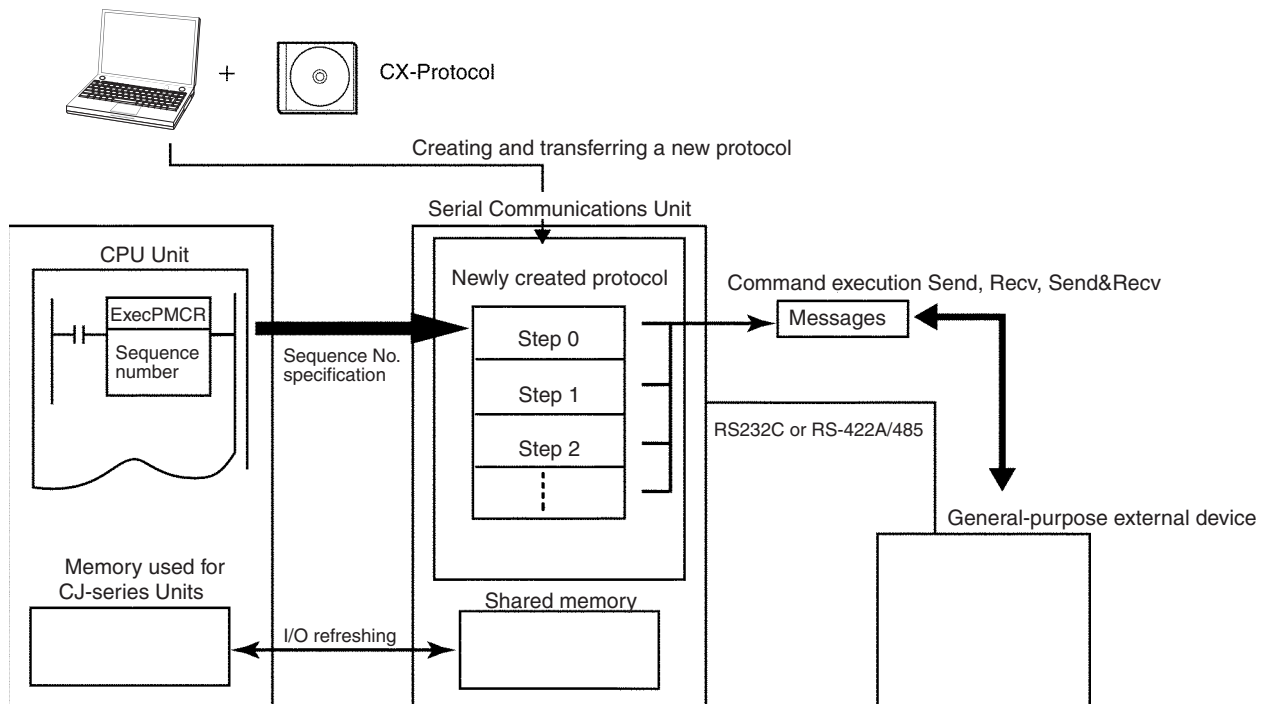 +
CX-Protocol
Creating and transferring a new protocol
Serial Communications Unit
CPU Unit
ExecPMCR
Sequence
number
Sequence No.
specification
Newly created protocol
Step 0
Step 1
Step 2
Command execution Send, Recv, Send&Recv
Messages
RS232C or RS-422A/485
General-purpose external device
Memory used for
CJ-series Units
I/O refreshing
Shared memory